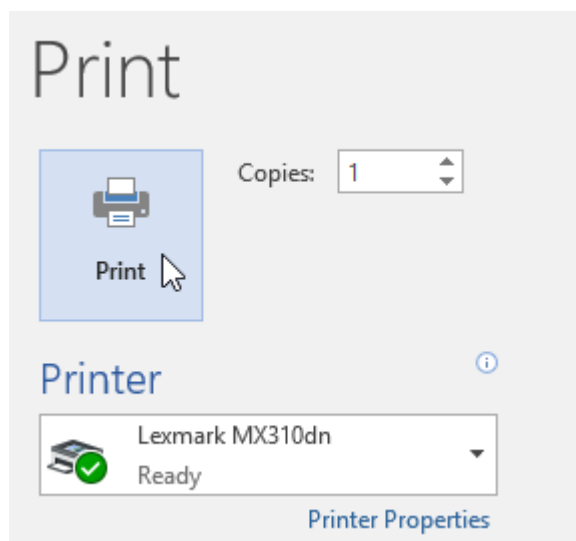 Print
Copies: 1
Print
Printer
Lexmark MX310dn
Ready
Printer Properties